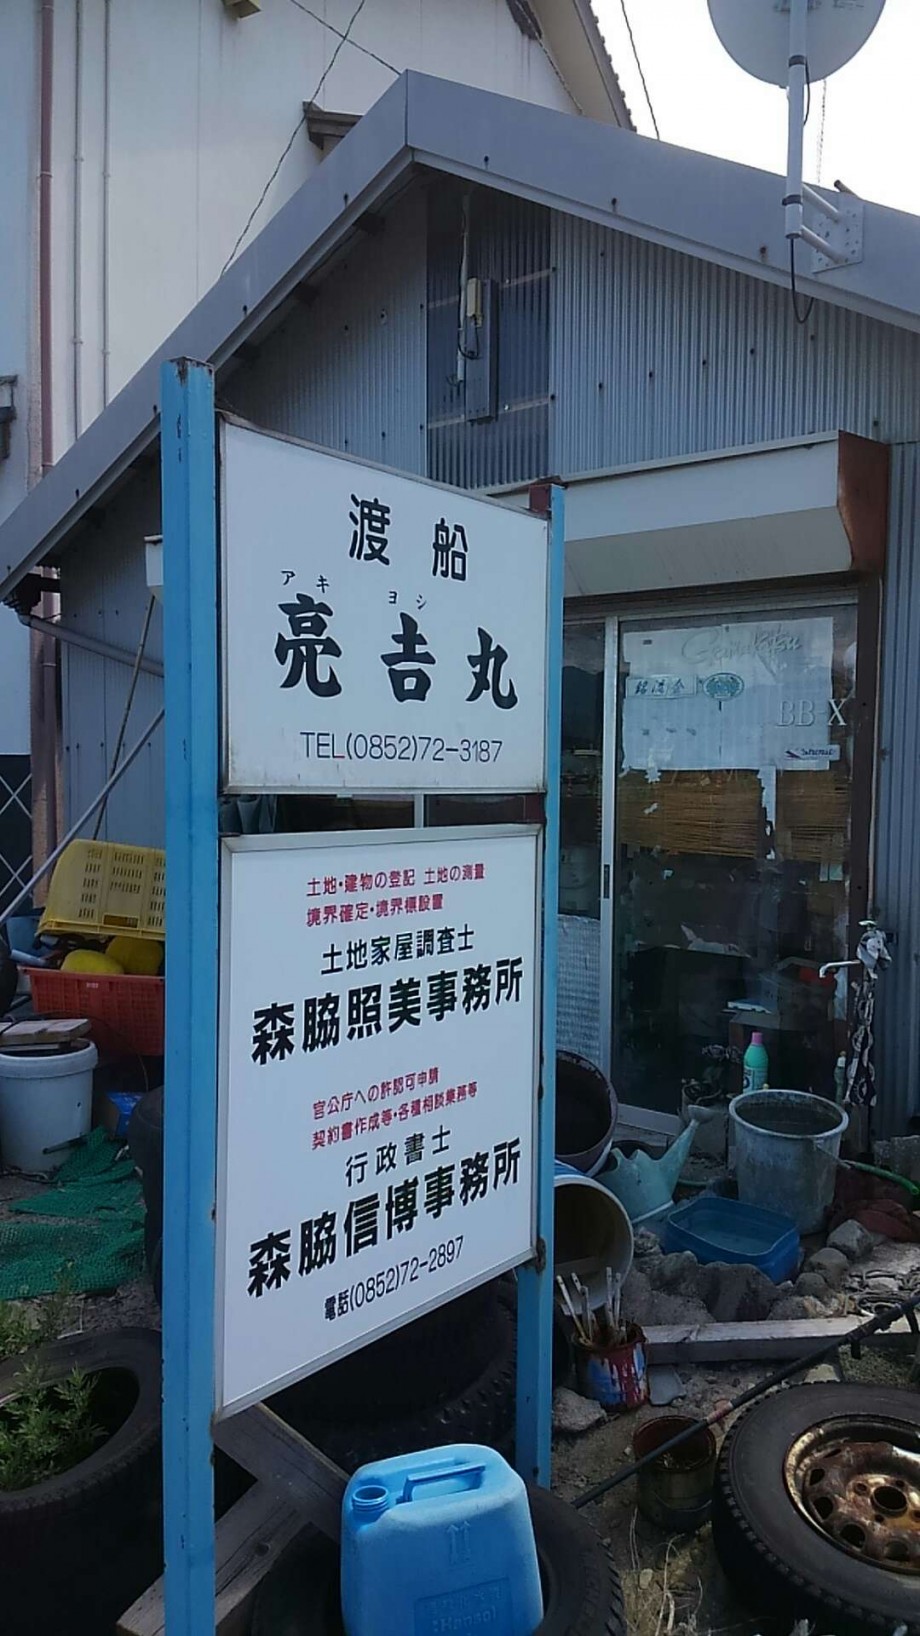 渡船
アキ ヨシ
亮吉丸
TEL(0852)72-3187
土地・建物の登記 土地の測量
境界確定・境界標設置
土地家屋調査士
森脇照美事務所
官公庁への許認可申請
契約書作成等・各種相談業務等
行政書士
森脇信博事務所
電話(0852)72-2897
Gamakatsu
BB-X